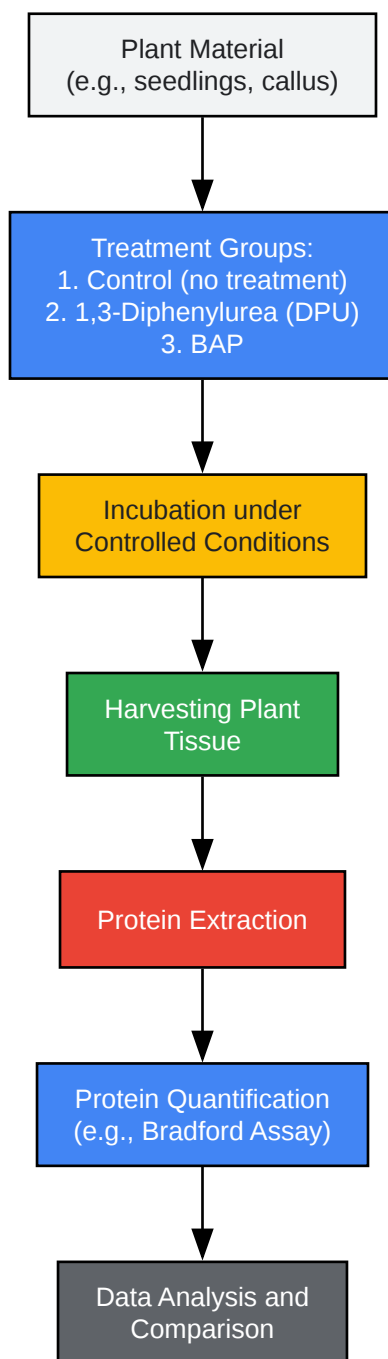 Plant Material
(e.g., seedlings, callus)
Treatment Groups:
1. Control (no treatment)
2. 1,3-Diphenylurea (DPU)
3. BAP
Incubation under
Controlled Conditions
Harvesting Plant
Tissue
Protein Extraction
Protein Quantification
(e.g., Bradford Assay)
Data Analysis and
Comparison